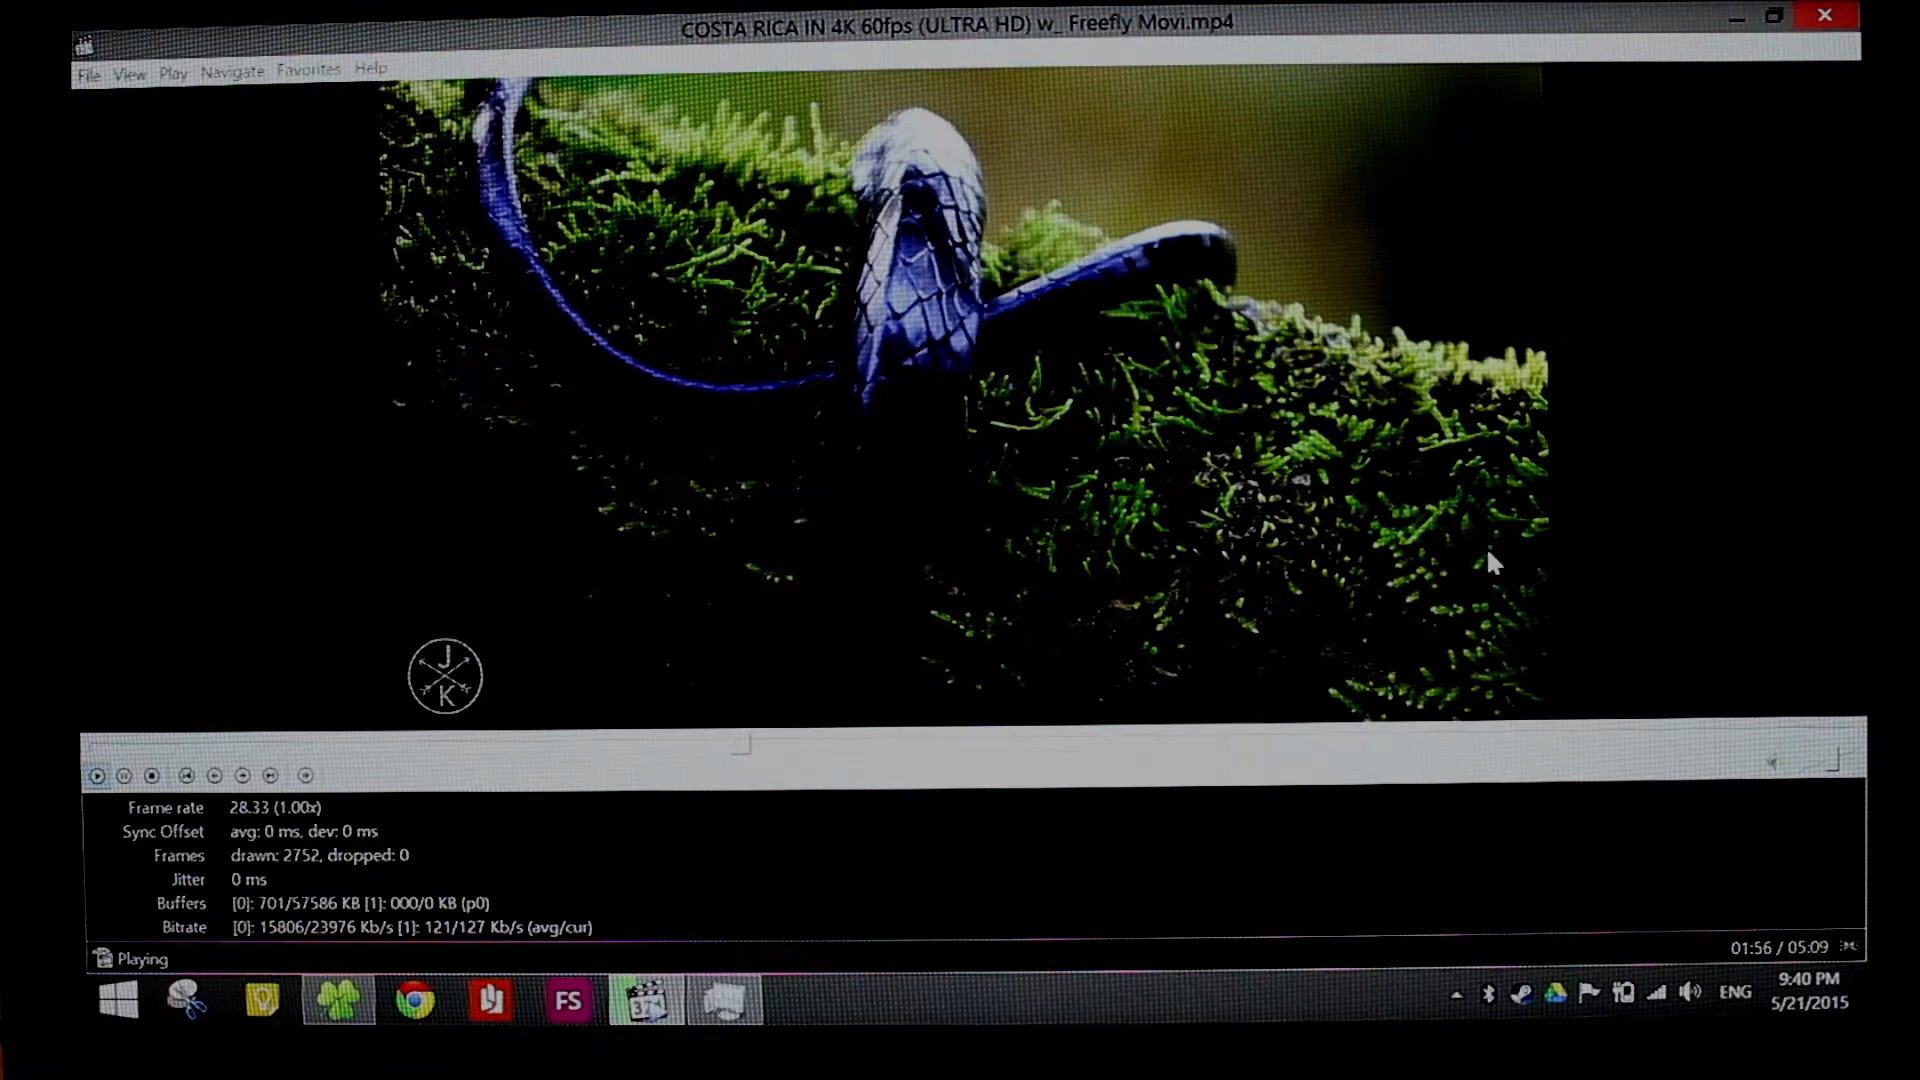 COSTA RICA IN 4K 60fps (ULTRA HD) w_ Freefly Movi.mp4
File View Play Navigate Favorites Help
J
K
Frame rate 28.33 (1.00x)
Sync Offset avg: 0 ms, dev: 0 ms
Frames drawn: 2752, dropped: 0
Jitter 0 ms
Buffers [0]: 701/57586 KB [1]: 000/0 KB (p0)
Bitrate [0]: 15806/23976 Kb/s [1]: 121/127 Kb/s (avg/cur)
Playing 01:56 / 05:09
FS
ENG
9:40 PM
5/21/2015